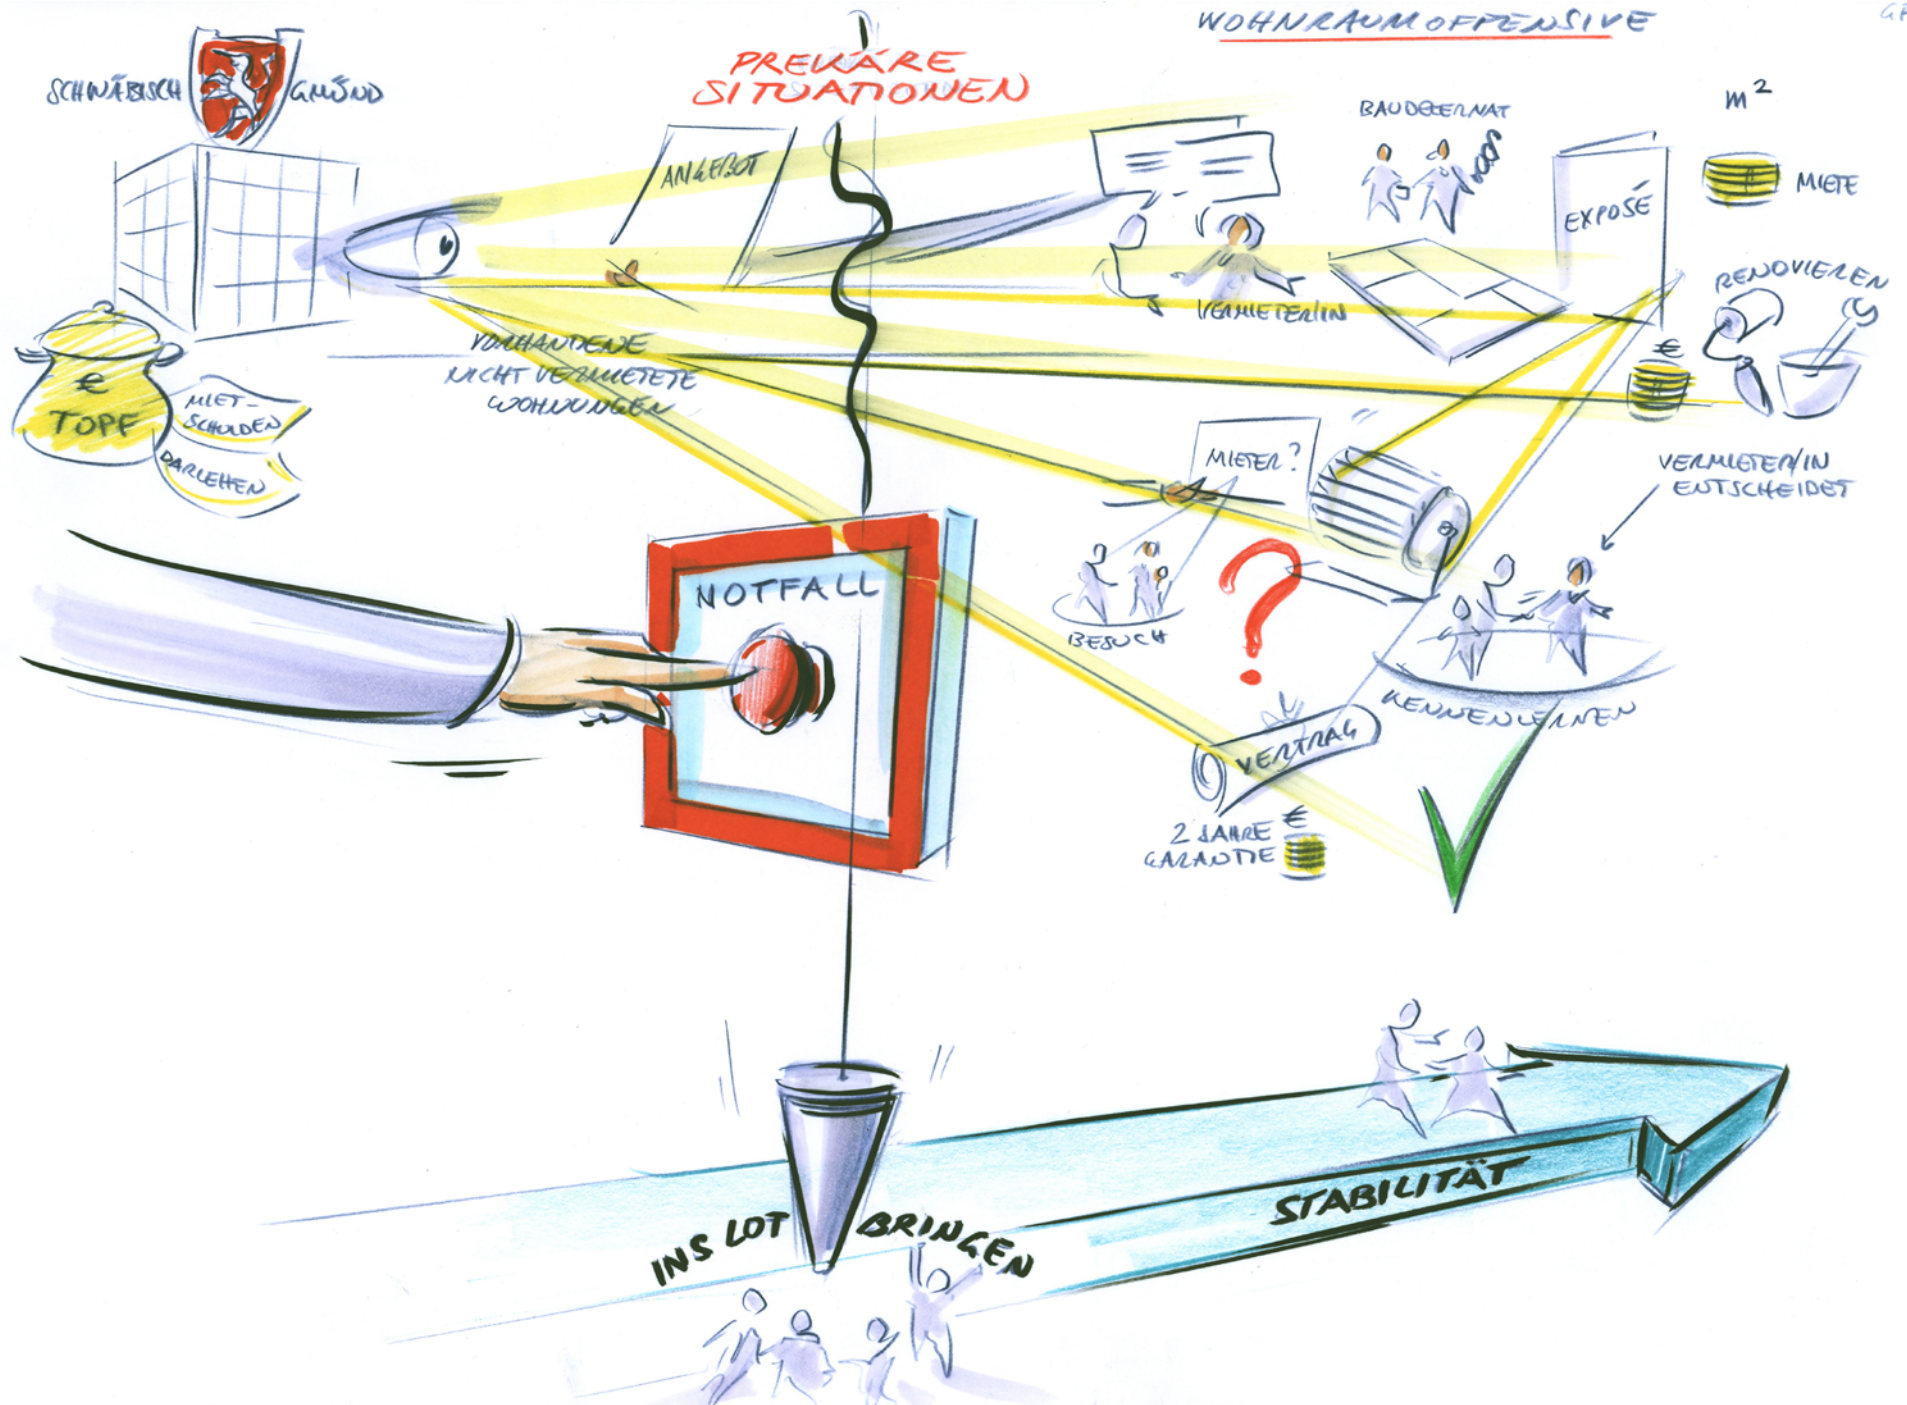 WOHNRAUMOFFENSIVE
SCHWÄBISCH GMÜND
PREKÄRE
SITUATIONEN
ANGEBOT
BAUDEZERNAT
m²
MIETE
EXPOSÉ
VERMIETER/IN
RENOVIEREN
€
VORHANDENE
NICHT VERMIETETE
WOHNUNGEN
€
TOPF
MIET-
SCHULDEN
DARLEHEN
MIETER?
VERMIETER/IN
ENTSCHEIDET
NOTFALL
?
BESUCH
KENNENLERNEN
VERTRAG
2 JAHRE €
GARANTIE
INS LOT BRINGEN
STABILITÄT